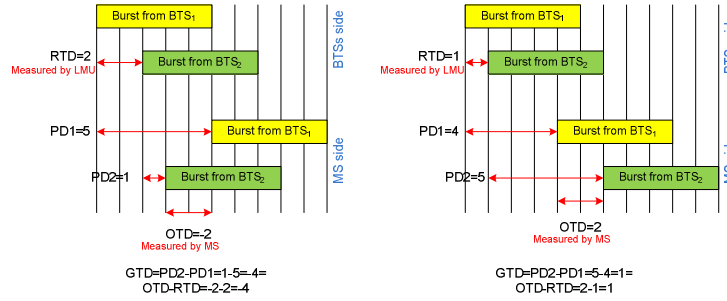 Burst from BTS1
RTD=2
Measured by LMU
Burst from BTS2
BTSs side
PD1=5
Burst from BTS1
PD2=1
Burst from BTS2
MS side
OTD=-2
Measured by MS
GTD=PD2-PD1=1-5=-4=
OTD-RTD=-2-2=-4
Burst from BTS1
RTD=1
Measured by LMU
Burst from BTS2
PD1=4
Burst from BTS1
PD2=5
Burst from BTS2
OTD=2
Measured by MS
GTD=PD2-PD1=5-4=1=
OTD-RTD=2-1=1